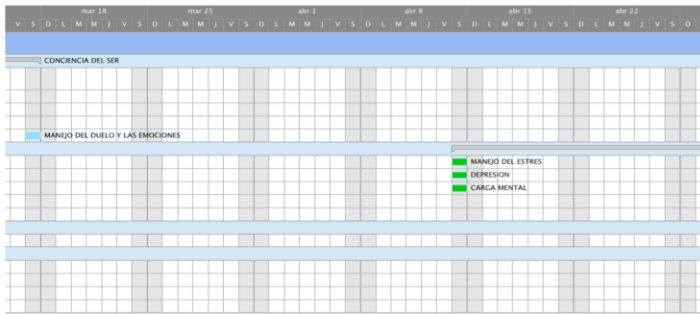 mar 18 mar 25 abr 1 abr 8 abr 15 abr 22
V S D L M M J V S D L M M J V S D L M M J V S D L M M J V S D L M M J V S D L M M J V S D
CONCIENCIA DEL SER
MANEJO DEL DUELO Y LAS EMOCIONES
MANEJO DEL ESTRES
DEPRESION
CARGA MENTAL